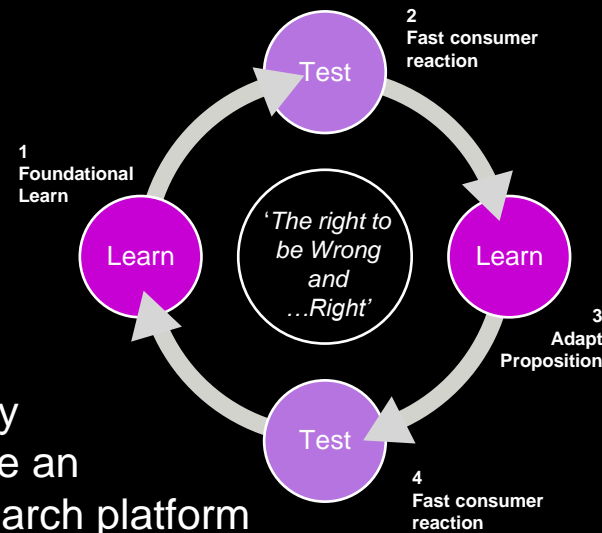 2
Fast consumer
reaction
Test
1
Foundational
Learn
Learn
‘The right to
be Wrong
and
…Right’
Learn
3
Adapt
Proposition
Test
4
Fast consumer
reaction
e an
platform